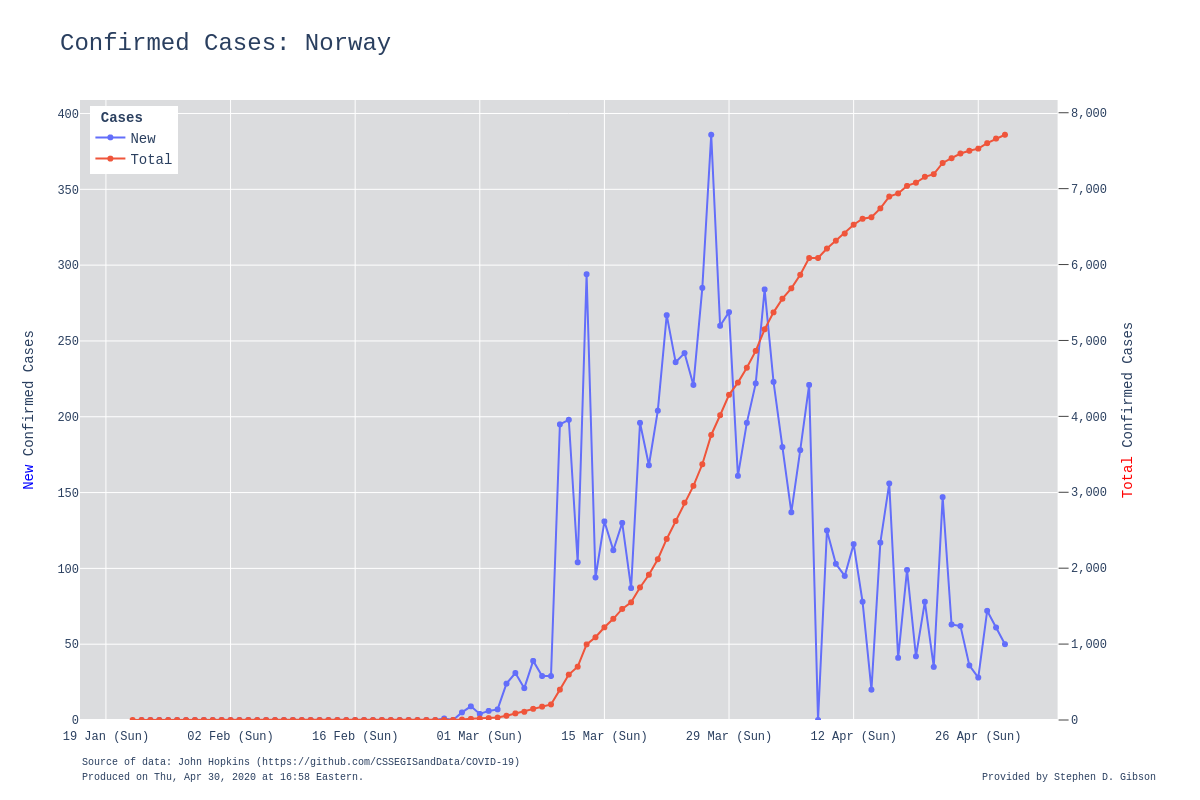 Confirmed Cases: Norway
Cases
New
Total
400
350
300
250
200
150
100
50
0
8,000
7,000
6,000
5,000
4,000
3,000
2,000
1,000
0
New Confirmed Cases
Total Confirmed Cases
19 Jan (Sun) 02 Feb (Sun) 16 Feb (Sun) 01 Mar (Sun) 15 Mar (Sun) 29 Mar (Sun) 12 Apr (Sun) 26 Apr (Sun)
Source of data: John Hopkins (https://github.com/CSSEGISandData/COVID-19)
Produced on Thu, Apr 30, 2020 at 16:58 Eastern.
Provided by Stephen D. Gibson